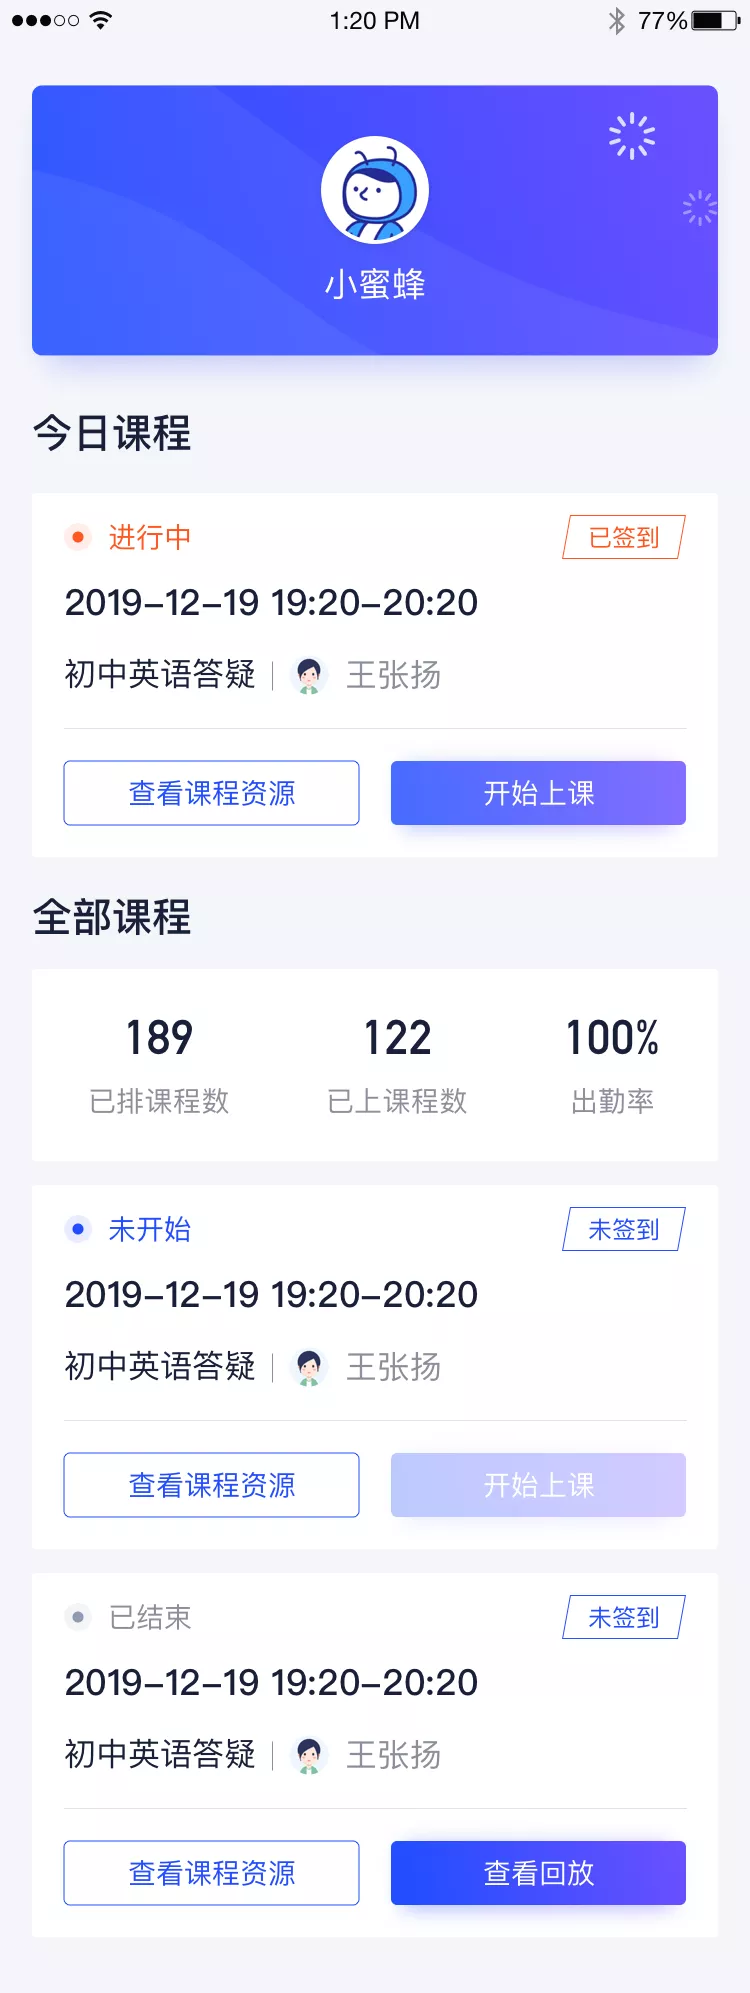 1:20 PM 77%
小蜜蜂
今日课程
进行中 已签到
2019-12-19 19:20-20:20
初中英语答疑 王张扬
查看课程资源 开始上课
全部课程
189 122 100%
已排课程数 已上课程数 出勤率
未开始 未签到
2019-12-19 19:20-20:20
初中英语答疑 王张扬
查看课程资源 开始上课
已结束 未签到
2019-12-19 19:20-20:20
初中英语答疑 王张扬
查看课程资源 查看回放